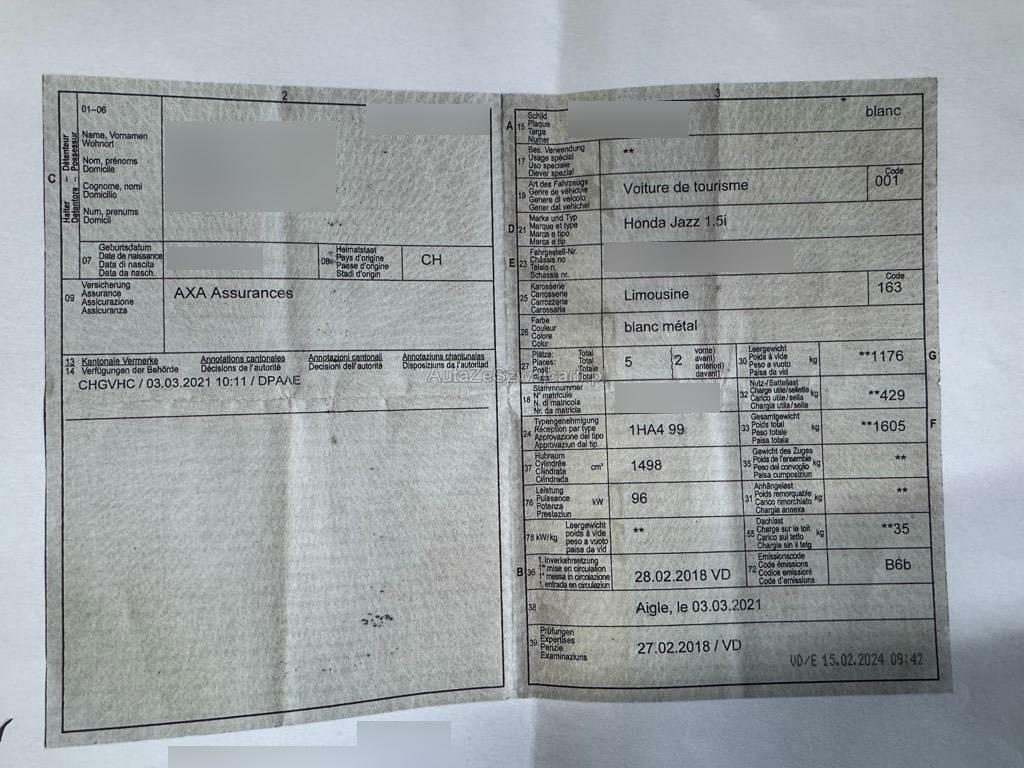 2
01–06
C
Halter – Détenteur
Detentore – Possessur
Name, Vornamen
Wohnort
Nom, prénoms
Domicile
Cognome, nomi
Domicilio
Num, prenums
Domicil
07
Geburtsdatum
Date de naissance
Data di nascita
Data da nasch.
08
Heimatstaat
Pays d'origine
Paese d'origine
Stadi d'origin
CH
09
Versicherung
Assurance
Assicurazione
Assicuranza
AXA Assurances
13 Kantonale Vermerke Annotations cantonales Annotazioni cantonali Annotaziuns chantunalas
14 Verfügungen der Behörde Décisions de l'autorité Decisioni dell'autorità Disposiziuns da l'autoritad
CHGVHC / 03.03.2021 10:11 /
3
A 15
Schild
Plaque
Targa
Numer
blanc
17
Bes. Verwendung
Usage spécial
Uso speciale
Diever spezial
**
19
Art des Fahrzeugs
Genre de véhicule
Genere di veicolo
Gener dal vehichel
Voiture de tourisme
Code
001
D 21
Marke und Typ
Marque et type
Marca e tipo
Marca e tip
Honda Jazz 1.5i
E 23
Fahrgestell-Nr.
Châssis no
Telaio n.
Schassis nr.
25
Karosserie
Carrosserie
Carrozzeria
Carossaria
Limousine
Code
163
26
Farbe
Couleur
Colore
Colur
blanc métal
27
Plätze: Total
Places: Total
Total
Total
5
2
vorne)
avant)
anteriori)
davant)
30
Leergewicht
Poids à vide
Peso a vuoto
Paisa da vid
kg
**1176
G
18
Stammnummer
N° matricule
N. di matricola
Nr. da matricla
32
Nutz-/Sattellast
Charge utile/sellette
Carico utile/sella
Chargia utila/sella
kg
**429
24
Typengenehmigung
Réception par type
Approvazione del tipo
Approvaziun dal tip
1HA4 99
33
Gesamtgewicht
Poids total
Peso totale
Paisa totala
kg
**1605
F
37
Hubraum
Cylindrée
Cilindrata
Cilindrada
cm³
1498
35
Gewicht des Zuges
Poids de l'ensemble
Peso del convoglio
Paisa cumposiziun
kg
**
76
Leistung
Puissance
Potenza
Prestaziun
kW
96
31
Anhängelast
Poids remorquable
Carico rimorchiato
Chargia annexa
kg
**
78 kW/kg
Leergewicht
poids à vide
peso a vuoto
paisa da vid
**
55
Dachlast
Charge sur le toit
Carico sul tetto
Chargia sin il tetg
kg
**35
B 36
1. Inverkehrsetzung
1re mise en circulation
1a messa in circolazione
1. entrada en circulaziun
28.02.2018 VD
72
Emissionscode
Code émissions
Codice emissioni
Code d'emissiuns
B6b
38
Aigle, le 03.03.2021
39
Prüfungen
Expertises
Perizie
Examinaziuns
27.02.2018 / VD
VD/E 15.02.2024 09:42